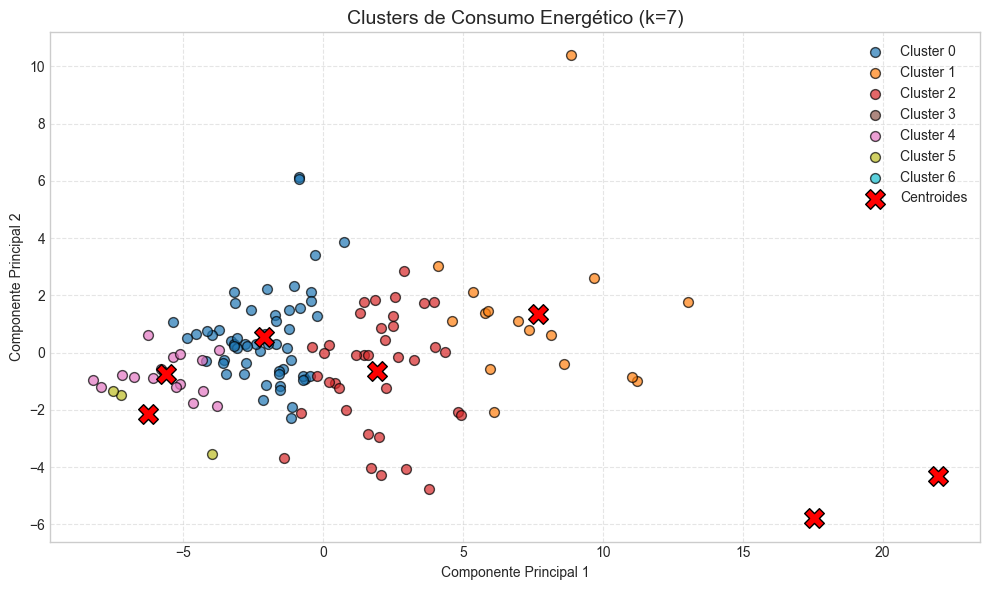 Clusters de Consumo Energético (k=7)
Cluster 0
Cluster 1
Cluster 2
Cluster 3
Cluster 4
Cluster 5
Cluster 6
Centroides
Componente Principal 2
10
8
6
4
2
0
−2
−4
−6
−5
0
5
10
15
20
Componente Principal 1